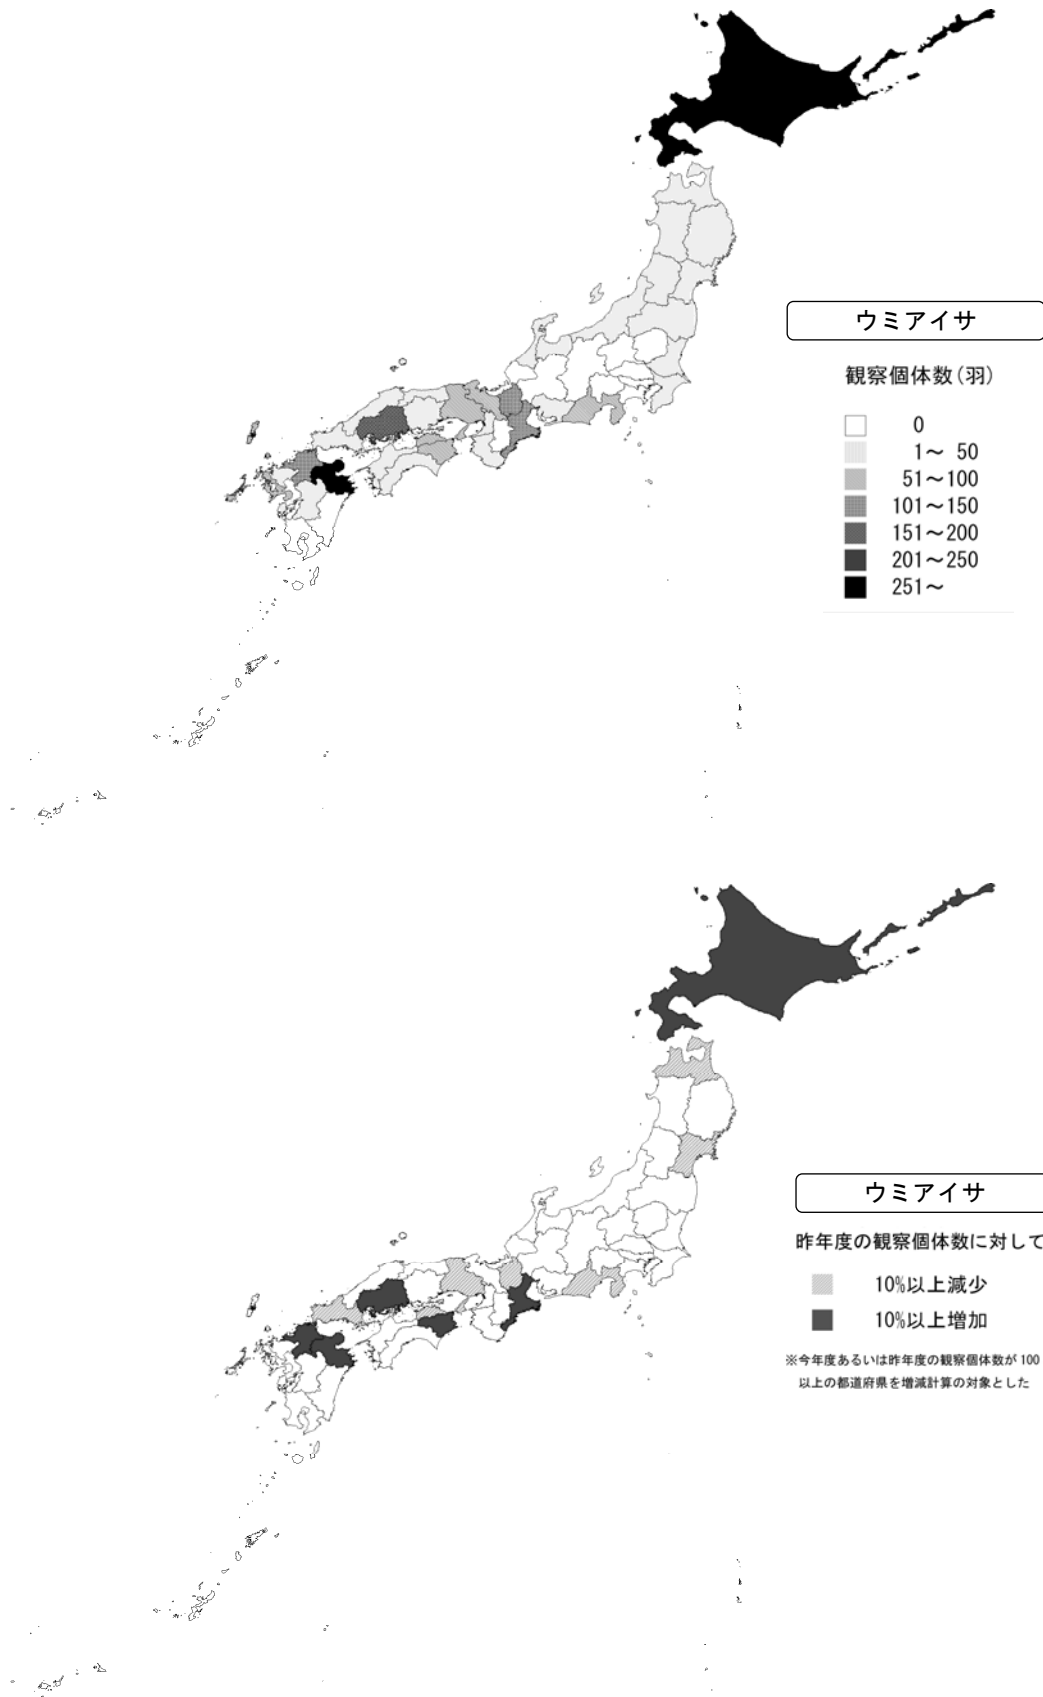 ウミアイサ
観察個体数(羽)
0
1～ 50
51～100
101～150
151～200
201～250
251～
ウミアイサ
昨年度の観察個体数に対して
10%以上減少
10%以上増加
※今年度あるいは昨年度の観察個体数が 100
以上の都道府県を増減計算の対象とした